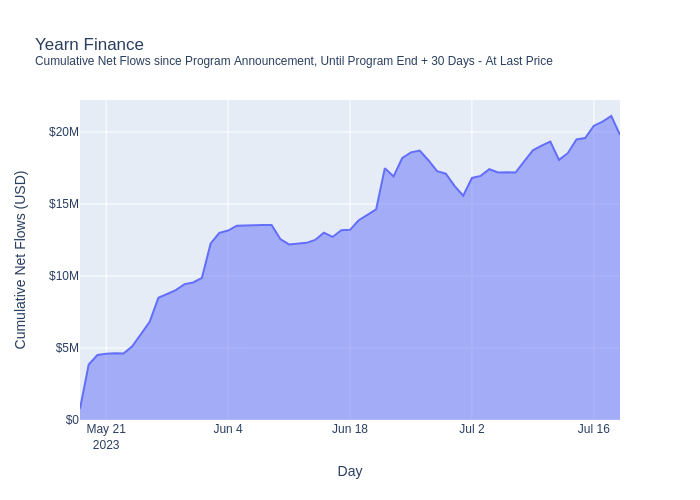 Yearn Finance
Cumulative Net Flows since Program Announcement, Until Program End + 30 Days - At Last Price
$20M
$15M
$10M
$5M
$0
Cumulative Net Flows (USD)
May 21
2023
Jun 4
Jun 18
Jul 2
Jul 16
Day